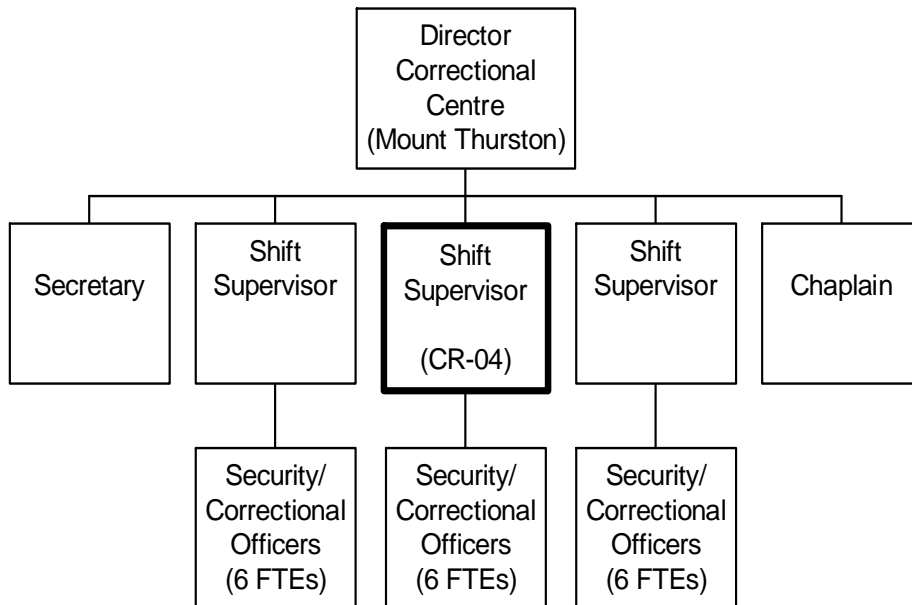 Director
Correctional
Centre
(Mount Thurston)
Secretary
Shift
Supervisor
Shift
Supervisor
(CR-04)
Shift
Supervisor
Chaplain
Security/
Correctional
Officers
(6 FTEs)
Security/
Correctional
Officers
(6 FTEs)
Security/
Correctional
Officers
(6 FTEs)